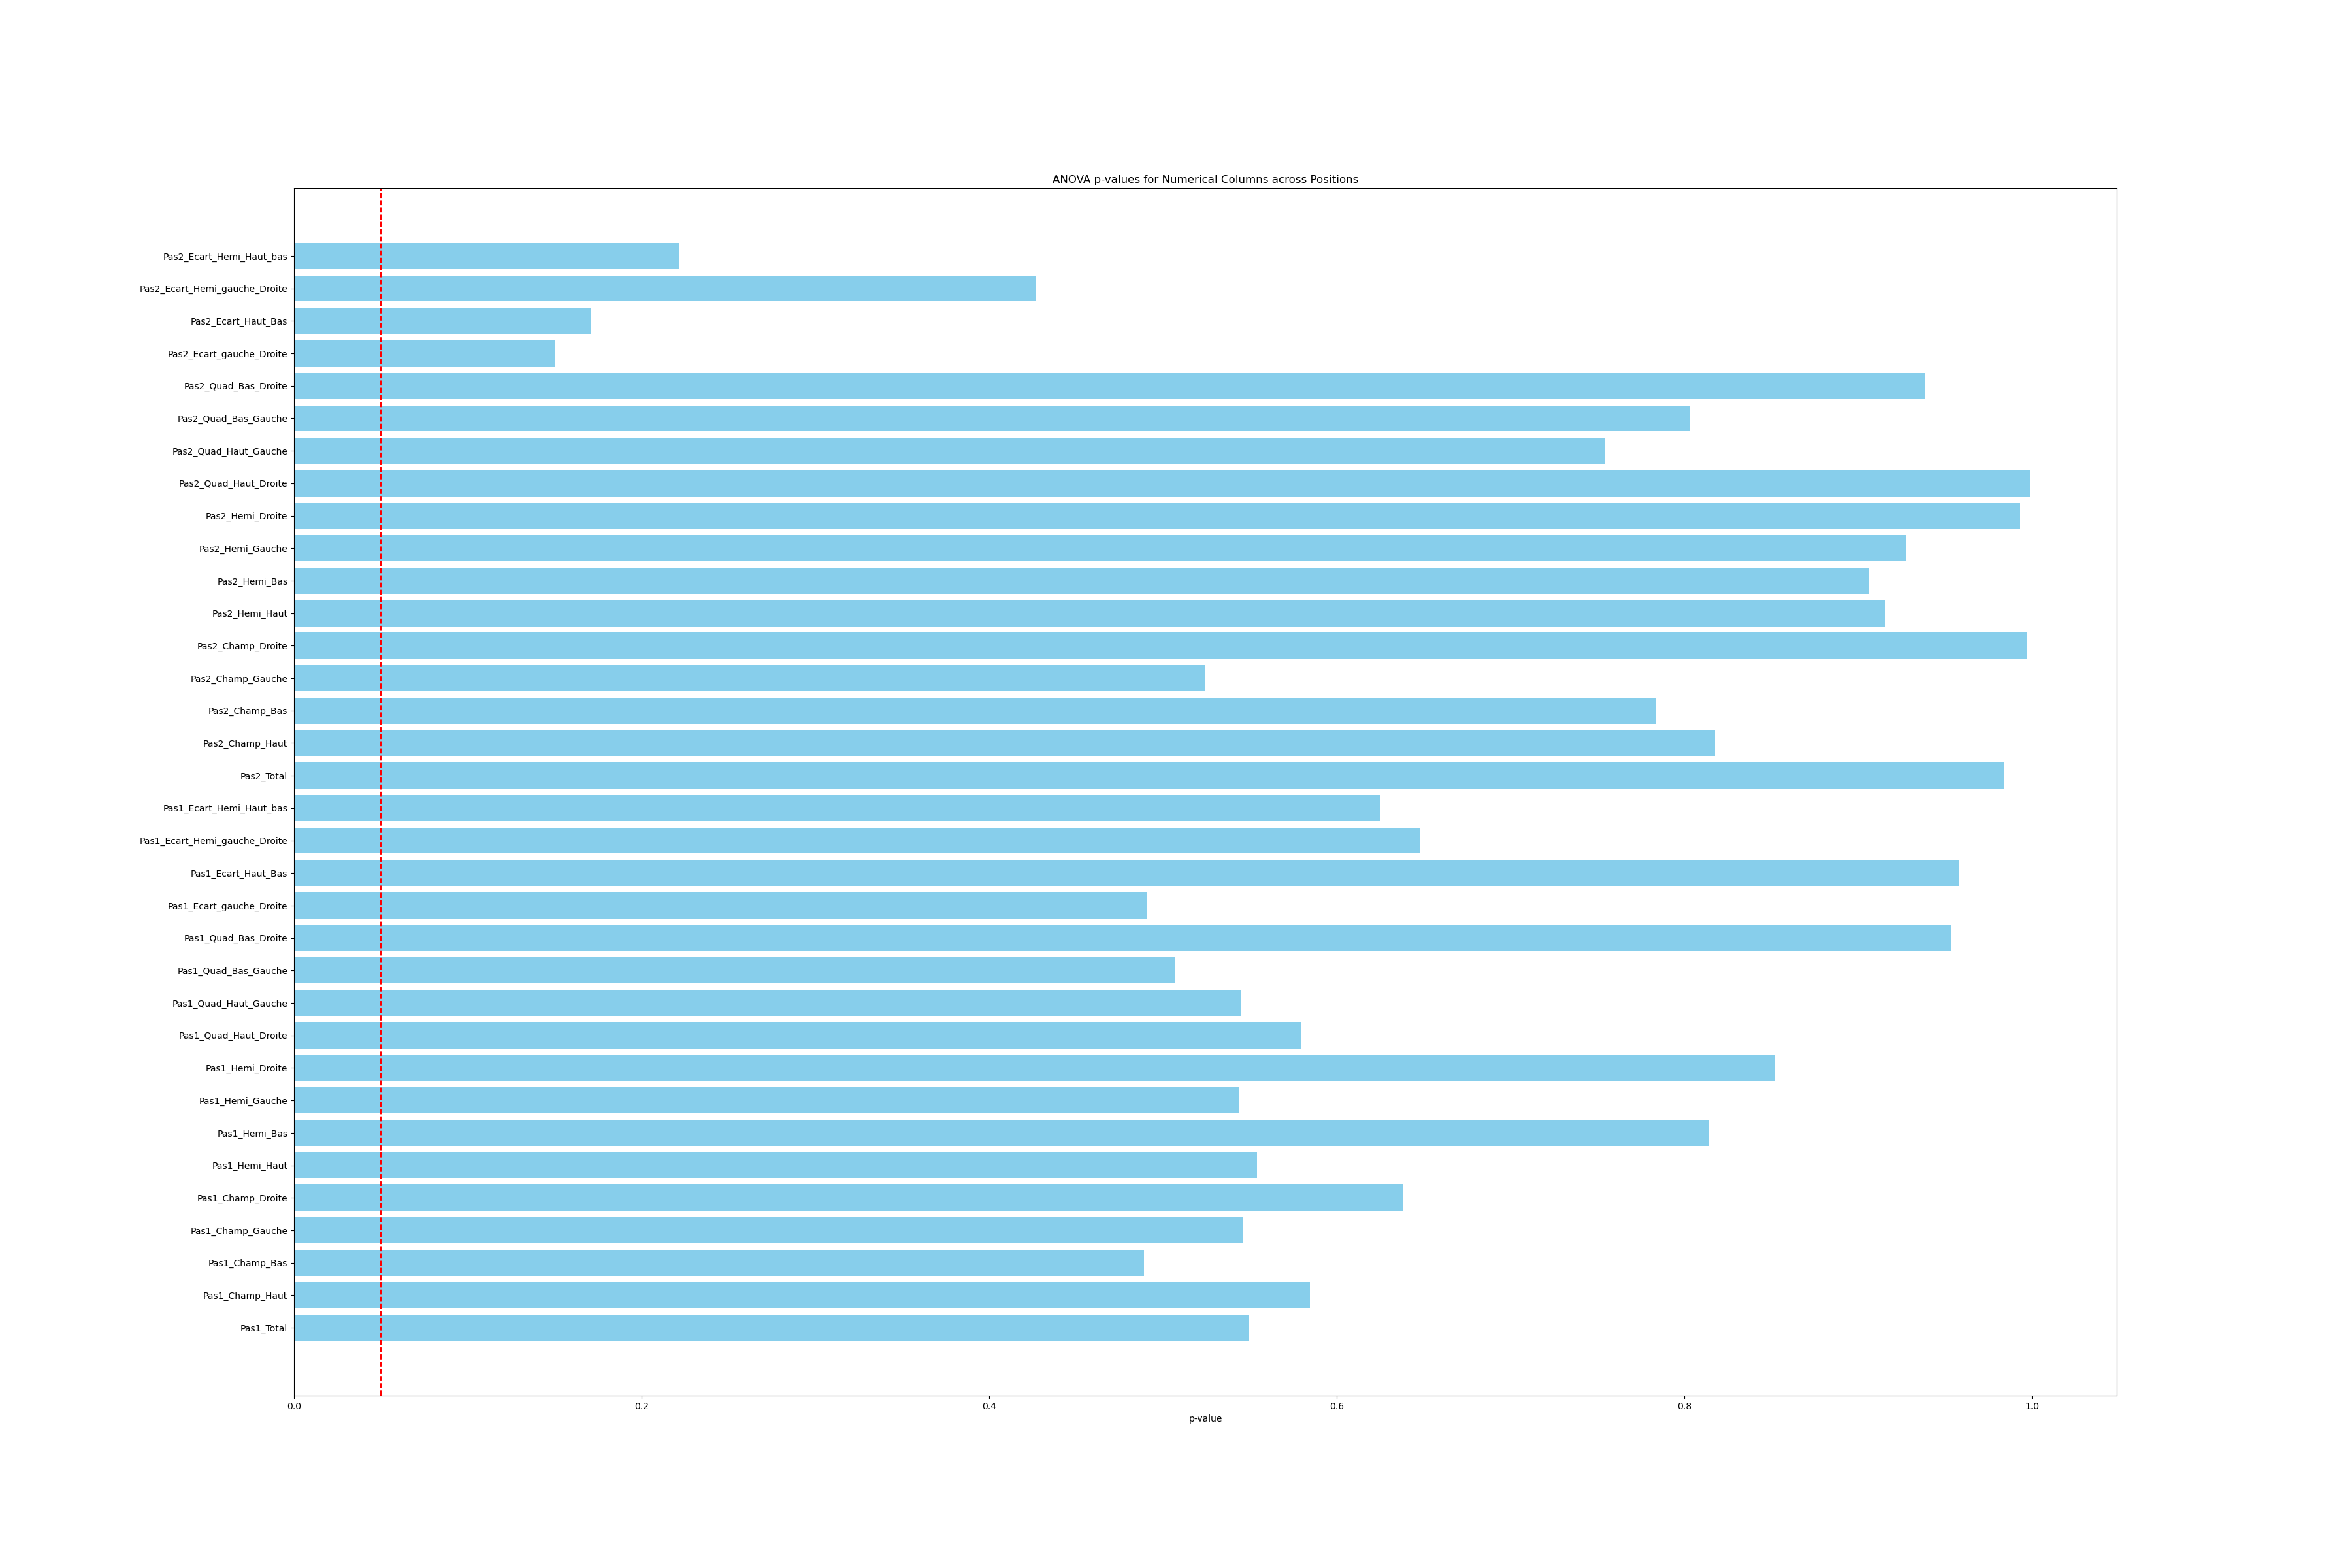 ANOVA p-values for Numerical Columns across Positions
Pas2_Ecart_Hemi_Haut_bas
Pas2_Ecart_Hemi_gauche_Droite
Pas2_Ecart_Haut_Bas
Pas2_Ecart_gauche_Droite
Pas2_Quad_Bas_Droite
Pas2_Quad_Bas_Gauche
Pas2_Quad_Haut_Gauche
Pas2_Quad_Haut_Droite
Pas2_Hemi_Droite
Pas2_Hemi_Gauche
Pas2_Hemi_Bas
Pas2_Hemi_Haut
Pas2_Champ_Droite
Pas2_Champ_Gauche
Pas2_Champ_Bas
Pas2_Champ_Haut
Pas2_Total
Pas1_Ecart_Hemi_Haut_bas
Pas1_Ecart_Hemi_gauche_Droite
Pas1_Ecart_Haut_Bas
Pas1_Ecart_gauche_Droite
Pas1_Quad_Bas_Droite
Pas1_Quad_Bas_Gauche
Pas1_Quad_Haut_Gauche
Pas1_Quad_Haut_Droite
Pas1_Hemi_Droite
Pas1_Hemi_Gauche
Pas1_Hemi_Bas
Pas1_Hemi_Haut
Pas1_Champ_Droite
Pas1_Champ_Gauche
Pas1_Champ_Bas
Pas1_Champ_Haut
Pas1_Total
0.0 0.2 0.4 0.6 0.8 1.0
p-value